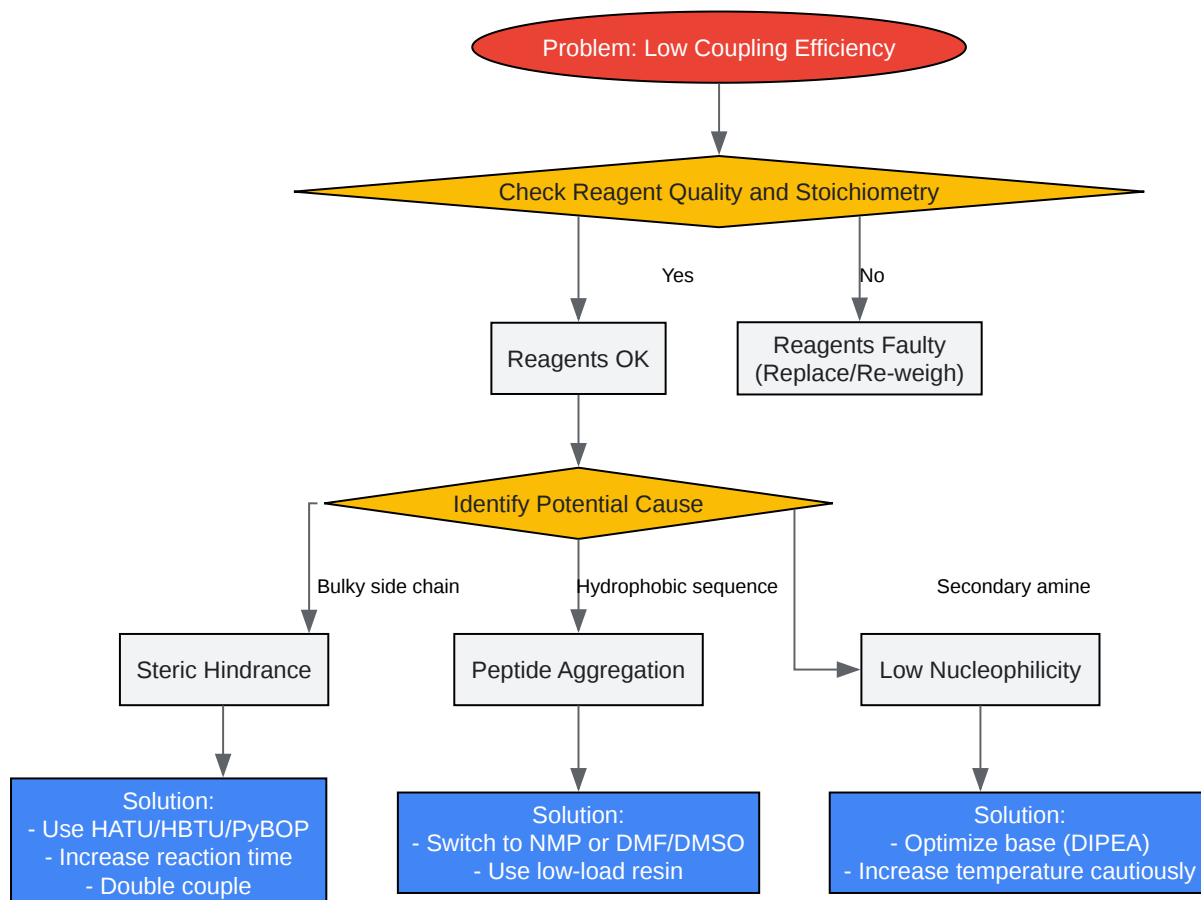 Problem: Low Coupling Efficiency
Check Reagent Quality and Stoichiometry
Yes
No
Reagents OK
Reagents Faulty
(Replace/Re-weigh)
Identify Potential Cause
Bulky side chain
Hydrophobic sequence
Secondary amine
Steric Hindrance
Peptide Aggregation
Low Nucleophilicity
Solution:
- Use HATU/HBTU/PyBOP
- Increase reaction time
- Double couple
Solution:
- Switch to NMP or DMF/DMSO
- Use low-load resin
Solution:
- Optimize base (DIPEA)
- Increase temperature cautiously